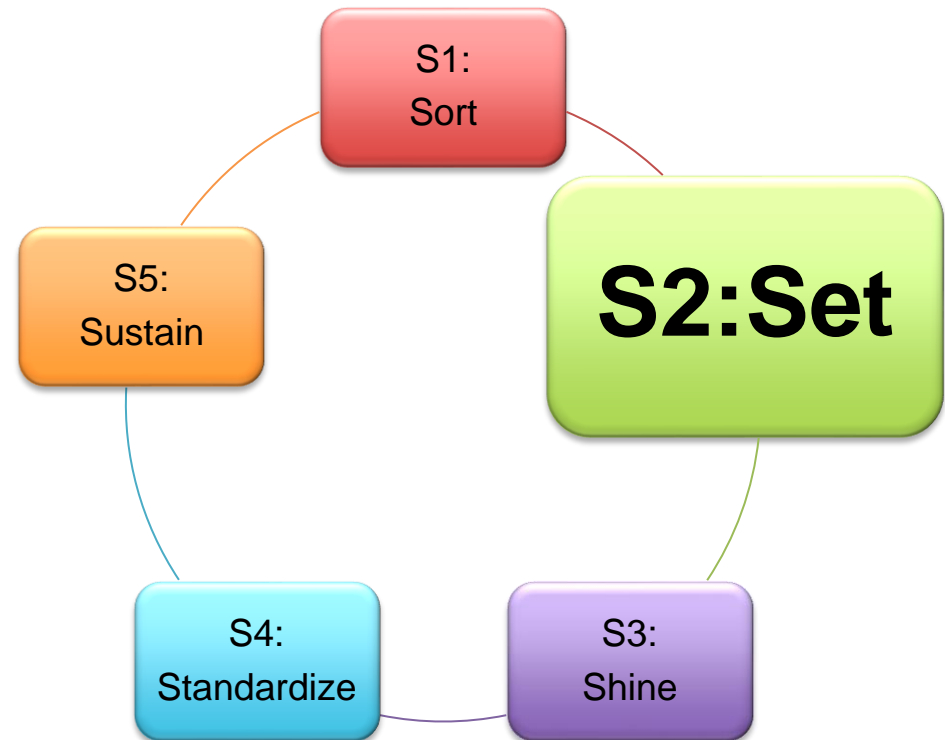 S1:
Sort
S2:Set
S3:
Shine
S4:
Standardize
S5:
Sustain